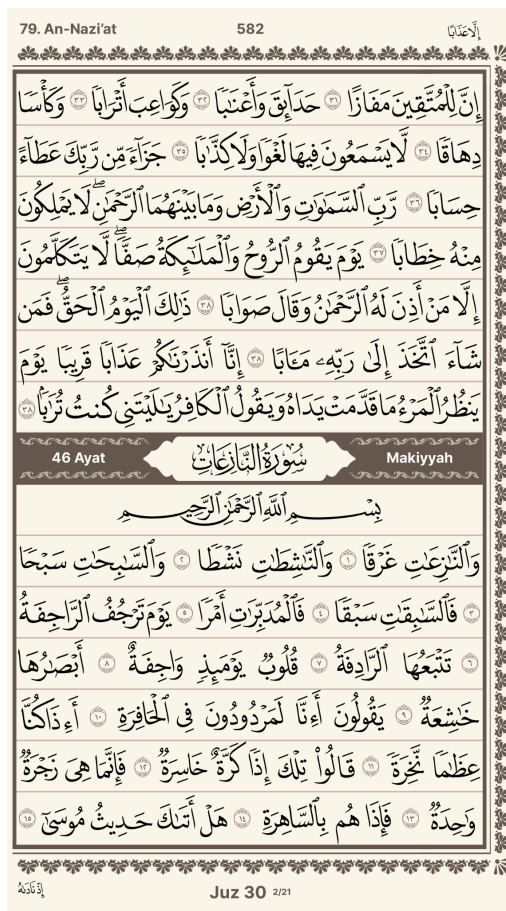 79. An-Nazi'at 582 إِلَّا عَذَابًا
إِنَّ لِلْمُتَّقِينَ مَفَازًا ٣١ حَدَآئِقَ وَأَعْنَٰبًا ٣٢ وَكَوَاعِبَ أَتْرَابًا ٣٣ وَكَأْسًا
دِهَاقًا ٣٤ لَّا يَسْمَعُونَ فِيهَا لَغْوًا وَلَا كِذَّٰبًا ٣٥ جَزَآءً مِّن رَّبِّكَ عَطَآءً
حِسَابًا ٣٦ رَّبِّ ٱلسَّمَٰوَٰتِ وَٱلْأَرْضِ وَمَا بَيْنَهُمَا ٱلرَّحْمَٰنِ ۖ لَا يَمْلِكُونَ
مِنْهُ خِطَابًا ٣٧ يَوْمَ يَقُومُ ٱلرُّوحُ وَٱلْمَلَٰٓئِكَةُ صَفًّا ۖ لَّا يَتَكَلَّمُونَ
إِلَّا مَنْ أَذِنَ لَهُ ٱلرَّحْمَٰنُ وَقَالَ صَوَابًا ٣٨ ذَٰلِكَ ٱلْيَوْمُ ٱلْحَقُّ ۖ فَمَن
شَآءَ ٱتَّخَذَ إِلَىٰ رَبِّهِۦ مَـَٔابًا ٣٨ إِنَّآ أَنذَرْنَٰكُمْ عَذَابًا قَرِيبًا يَوْمَ
يَنظُرُ ٱلْمَرْءُ مَا قَدَّمَتْ يَدَاهُ وَيَقُولُ ٱلْكَافِرُ يَٰلَيْتَنِى كُنتُ تُرَٰبًۢا ٣٨
46 Ayat سُورَةُ النَّازِعَاتِ Makiyyah
بِسْمِ ٱللَّهِ ٱلرَّحْمَٰنِ ٱلرَّحِيمِ
وَٱلنَّٰزِعَٰتِ غَرْقًا ١ وَٱلنَّٰشِطَٰتِ نَشْطًا ٢ وَٱلسَّٰبِحَٰتِ سَبْحًا
٣ فَٱلسَّٰبِقَٰتِ سَبْقًا ٤ فَٱلْمُدَبِّرَٰتِ أَمْرًا ٥ يَوْمَ تَرْجُفُ ٱلرَّاجِفَةُ
٦ تَتْبَعُهَا ٱلرَّادِفَةُ ٧ قُلُوبٌ يَوْمَئِذٍ وَاجِفَةٌ ٨ أَبْصَٰرُهَا
خَٰشِعَةٌ ٩ يَقُولُونَ أَءِنَّا لَمَرْدُودُونَ فِى ٱلْحَافِرَةِ ١٠ أَءِذَا كُنَّا
عِظَٰمًا نَّخِرَةً ١١ قَالُوا۟ تِلْكَ إِذًا كَرَّةٌ خَاسِرَةٌ ١٢ فَإِنَّمَا هِىَ زَجْرَةٌ
وَٰحِدَةٌ ١٣ فَإِذَا هُم بِٱلسَّاهِرَةِ ١٤ هَلْ أَتَىٰكَ حَدِيثُ مُوسَىٰٓ ١٥
إِذْ نَادَىٰهُ Juz 30 2/21